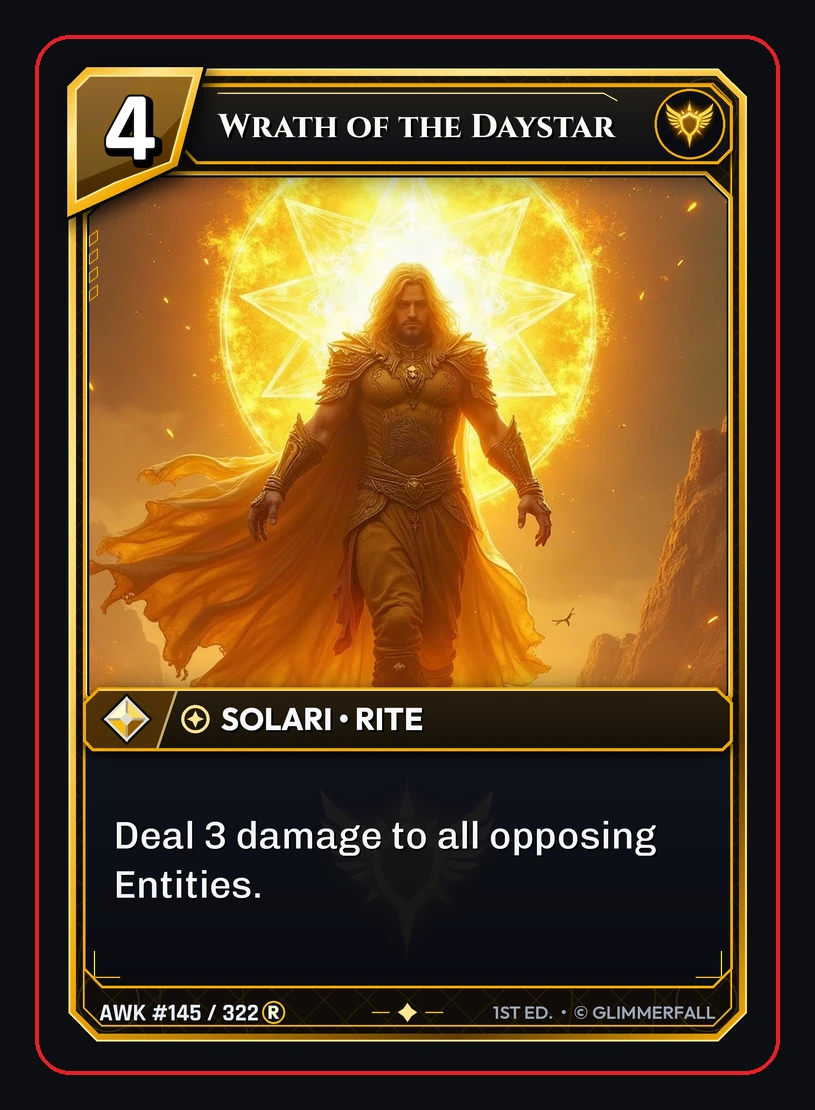 4
Wrath of the Daystar
SOLARI • RITE
Deal 3 damage to all opposing
Entities.
AWK #145 / 322 R
1ST ED. • © GLIMMERFALL